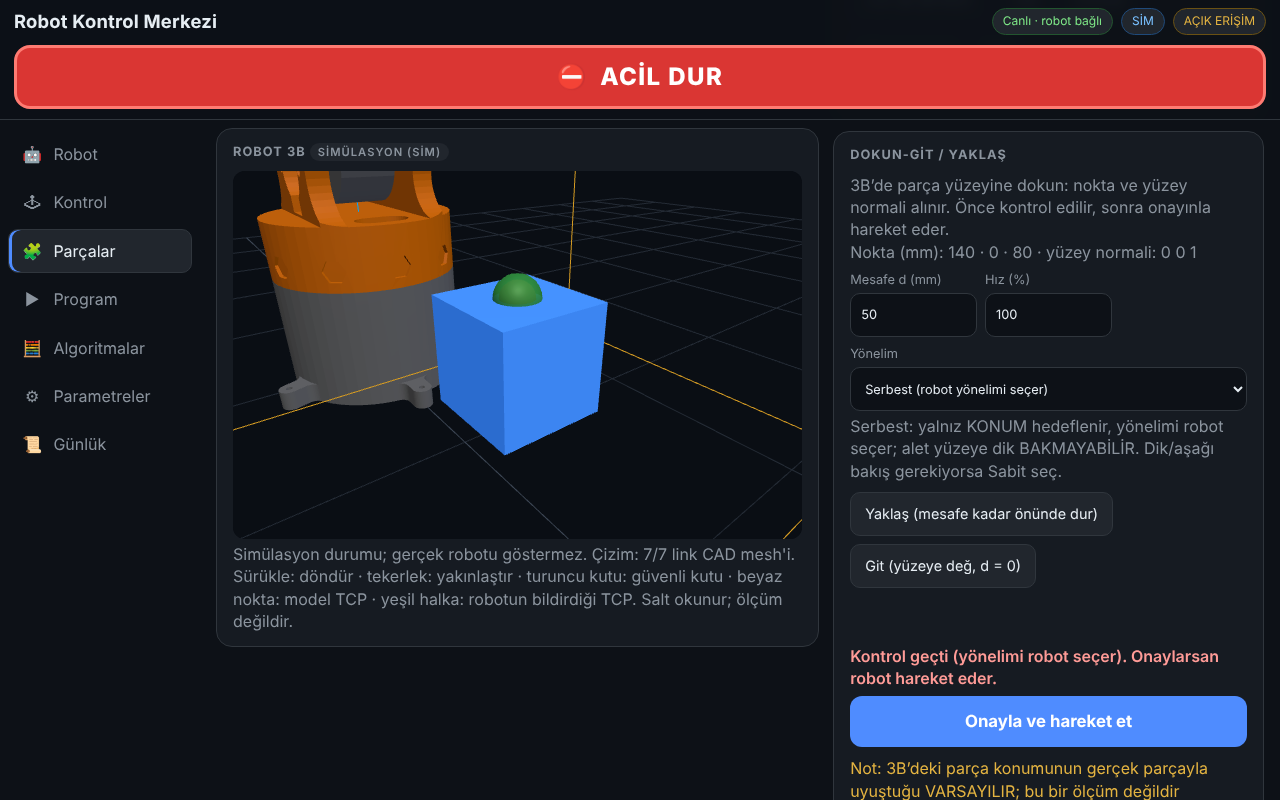 Robot Kontrol Merkezi
Canlı · robot bağlı
SİM
AÇIK ERİŞİM
ACİL DUR
Robot
Kontrol
Parçalar
Program
Algoritmalar
Parametreler
Günlük
ROBOT 3B
SİMÜLASYON (SİM)
Simülasyon durumu; gerçek robotu göstermez. Çizim: 7/7 link CAD mesh'i.
Sürükle: döndür · tekerlek: yakınlaştır · turuncu kutu: güvenli kutu · beyaz
nokta: model TCP · yeşil halka: robotun bildirdiği TCP. Salt okunur; ölçüm
değildir.
DOKUN-GİT / YAKLAŞ
3B’de parça yüzeyine dokun: nokta ve yüzey
normali alınır. Önce kontrol edilir, sonra onayınla
hareket eder.
Nokta (mm): 140 · 0 · 80 · yüzey normali: 0 0 1
Mesafe d (mm)
Hız (%)
50
100
Yönelim
Serbest (robot yönelimi seçer)
Serbest: yalnız KONUM hedeflenir, yönelimi robot
seçer; alet yüzeye dik BAKMAYABİLİR. Dik/aşağı
bakış gerekiyorsa Sabit seç.
Yaklaş (mesafe kadar önünde dur)
Git (yüzeye değ, d = 0)
Kontrol geçti (yönelimi robot seçer). Onaylarsan
robot hareket eder.
Onayla ve hareket et
Not: 3B’deki parça konumunun gerçek parçayla
uyuştuğu VARSAYILIR; bu bir ölçüm değildir